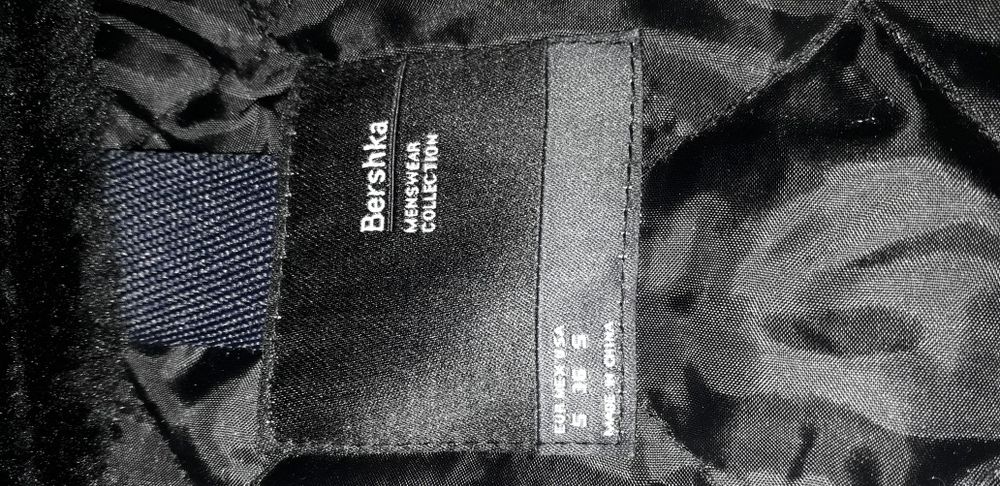 Bershka
MENSWEAR
COLLECTION
EUR MEX USA
S 36 S
MADE IN CHINA